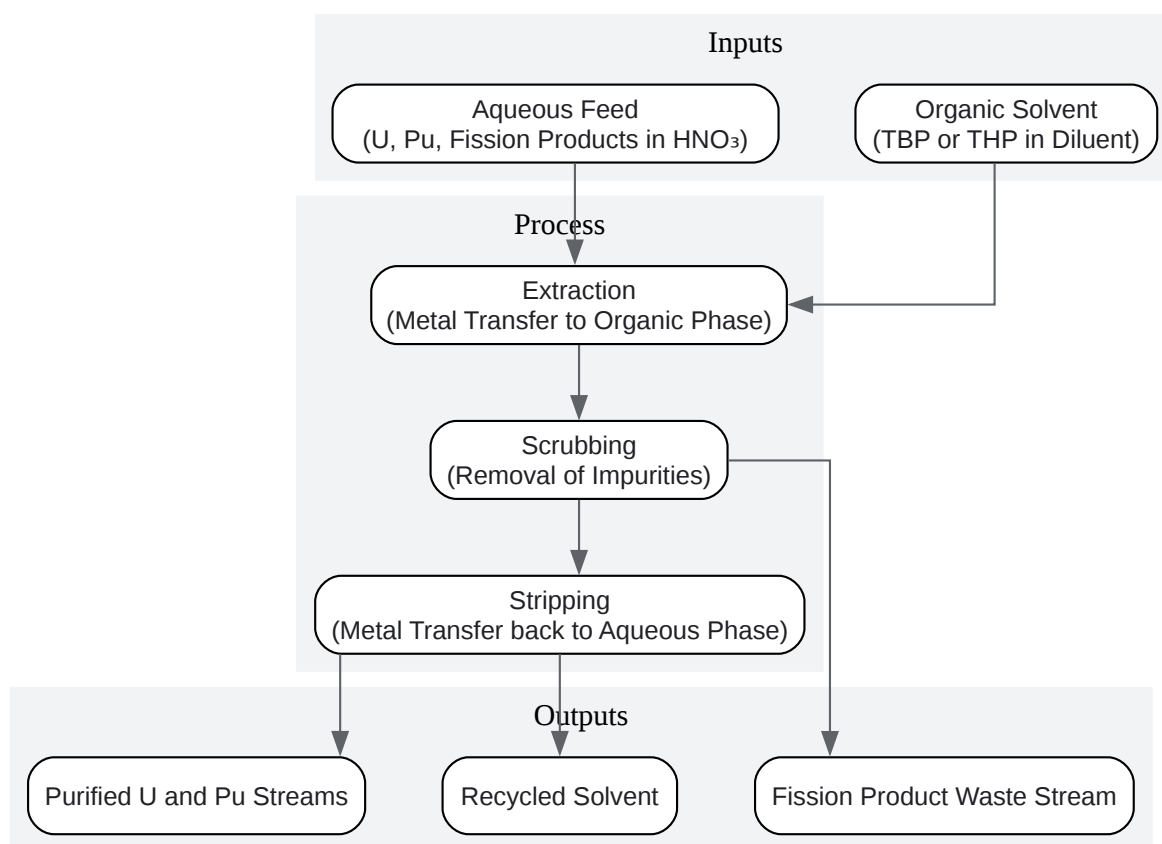 Inputs
Aqueous Feed
(U, Pu, Fission Products in HNO₃)
Organic Solvent
(TBP or THP in Diluent)
Process
Extraction
(Metal Transfer to Organic Phase)
Scrubbing
(Removal of Impurities)
Stripping
(Metal Transfer back to Aqueous Phase)
Outputs
Purified U and Pu Streams
Recycled Solvent
Fission Product Waste Stream